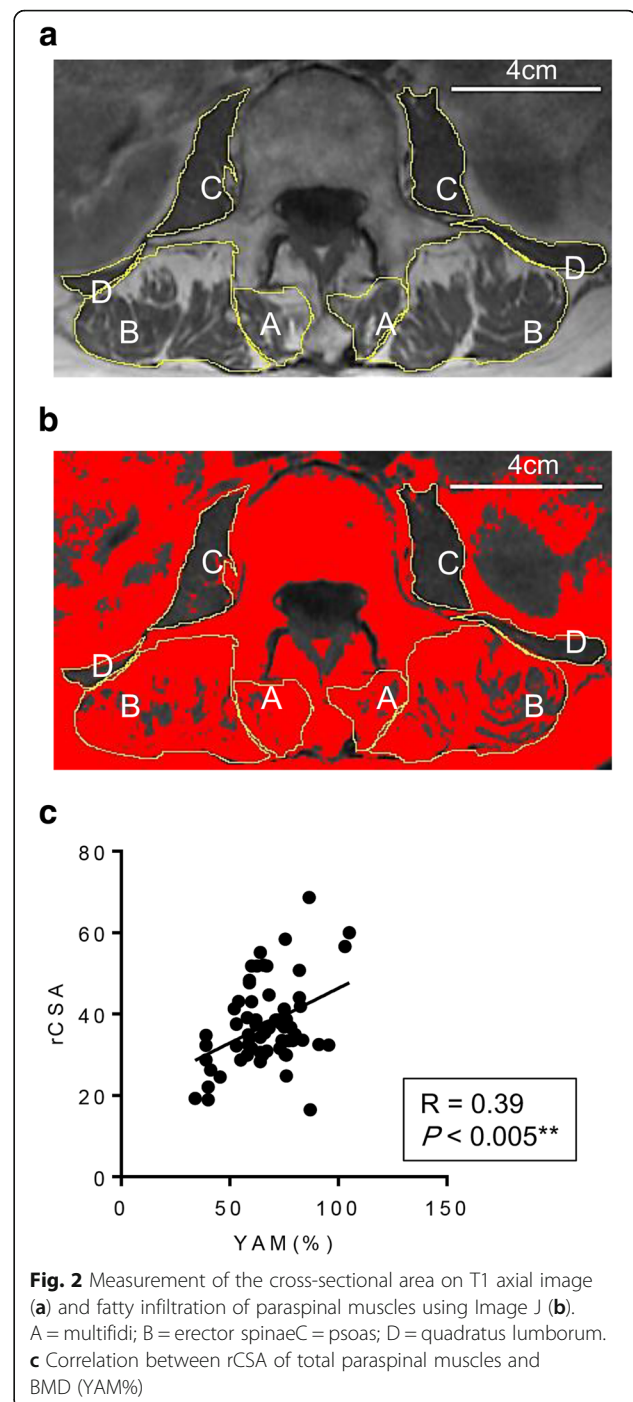 a
4cm
C
C
D
D
B
A
A
B
b
4cm
C
C
D
D
B
A
A
B
c
80
60
40
20
0
rCSA
0
50
100
150
YAM(%)
R = 0.39
P < 0.005**
Fig. 2 Measurement of the cross-sectional area on T1 axial image
(a) and fatty infiltration of paraspinal muscles using Image J (b).
A = multifidi; B = erector spinaeC = psoas; D = quadratus lumborum.
c Correlation between rCSA of total paraspinal muscles and
BMD (YAM%)